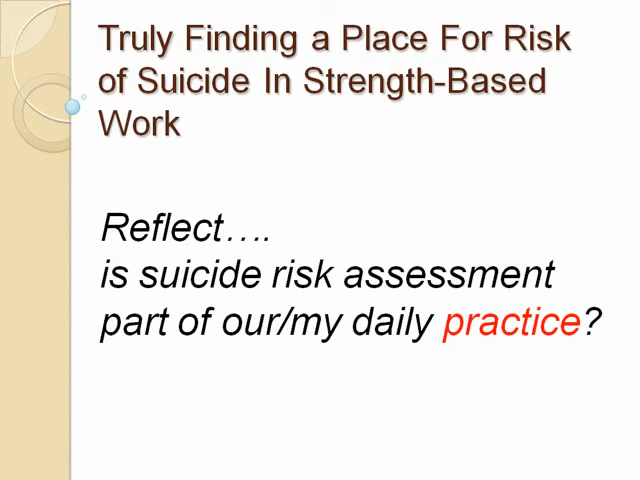 Truly Finding a Place For Risk
of Suicide In Strength-Based
Work
Reflect….
is suicide risk assessment
part of our/my daily practice?